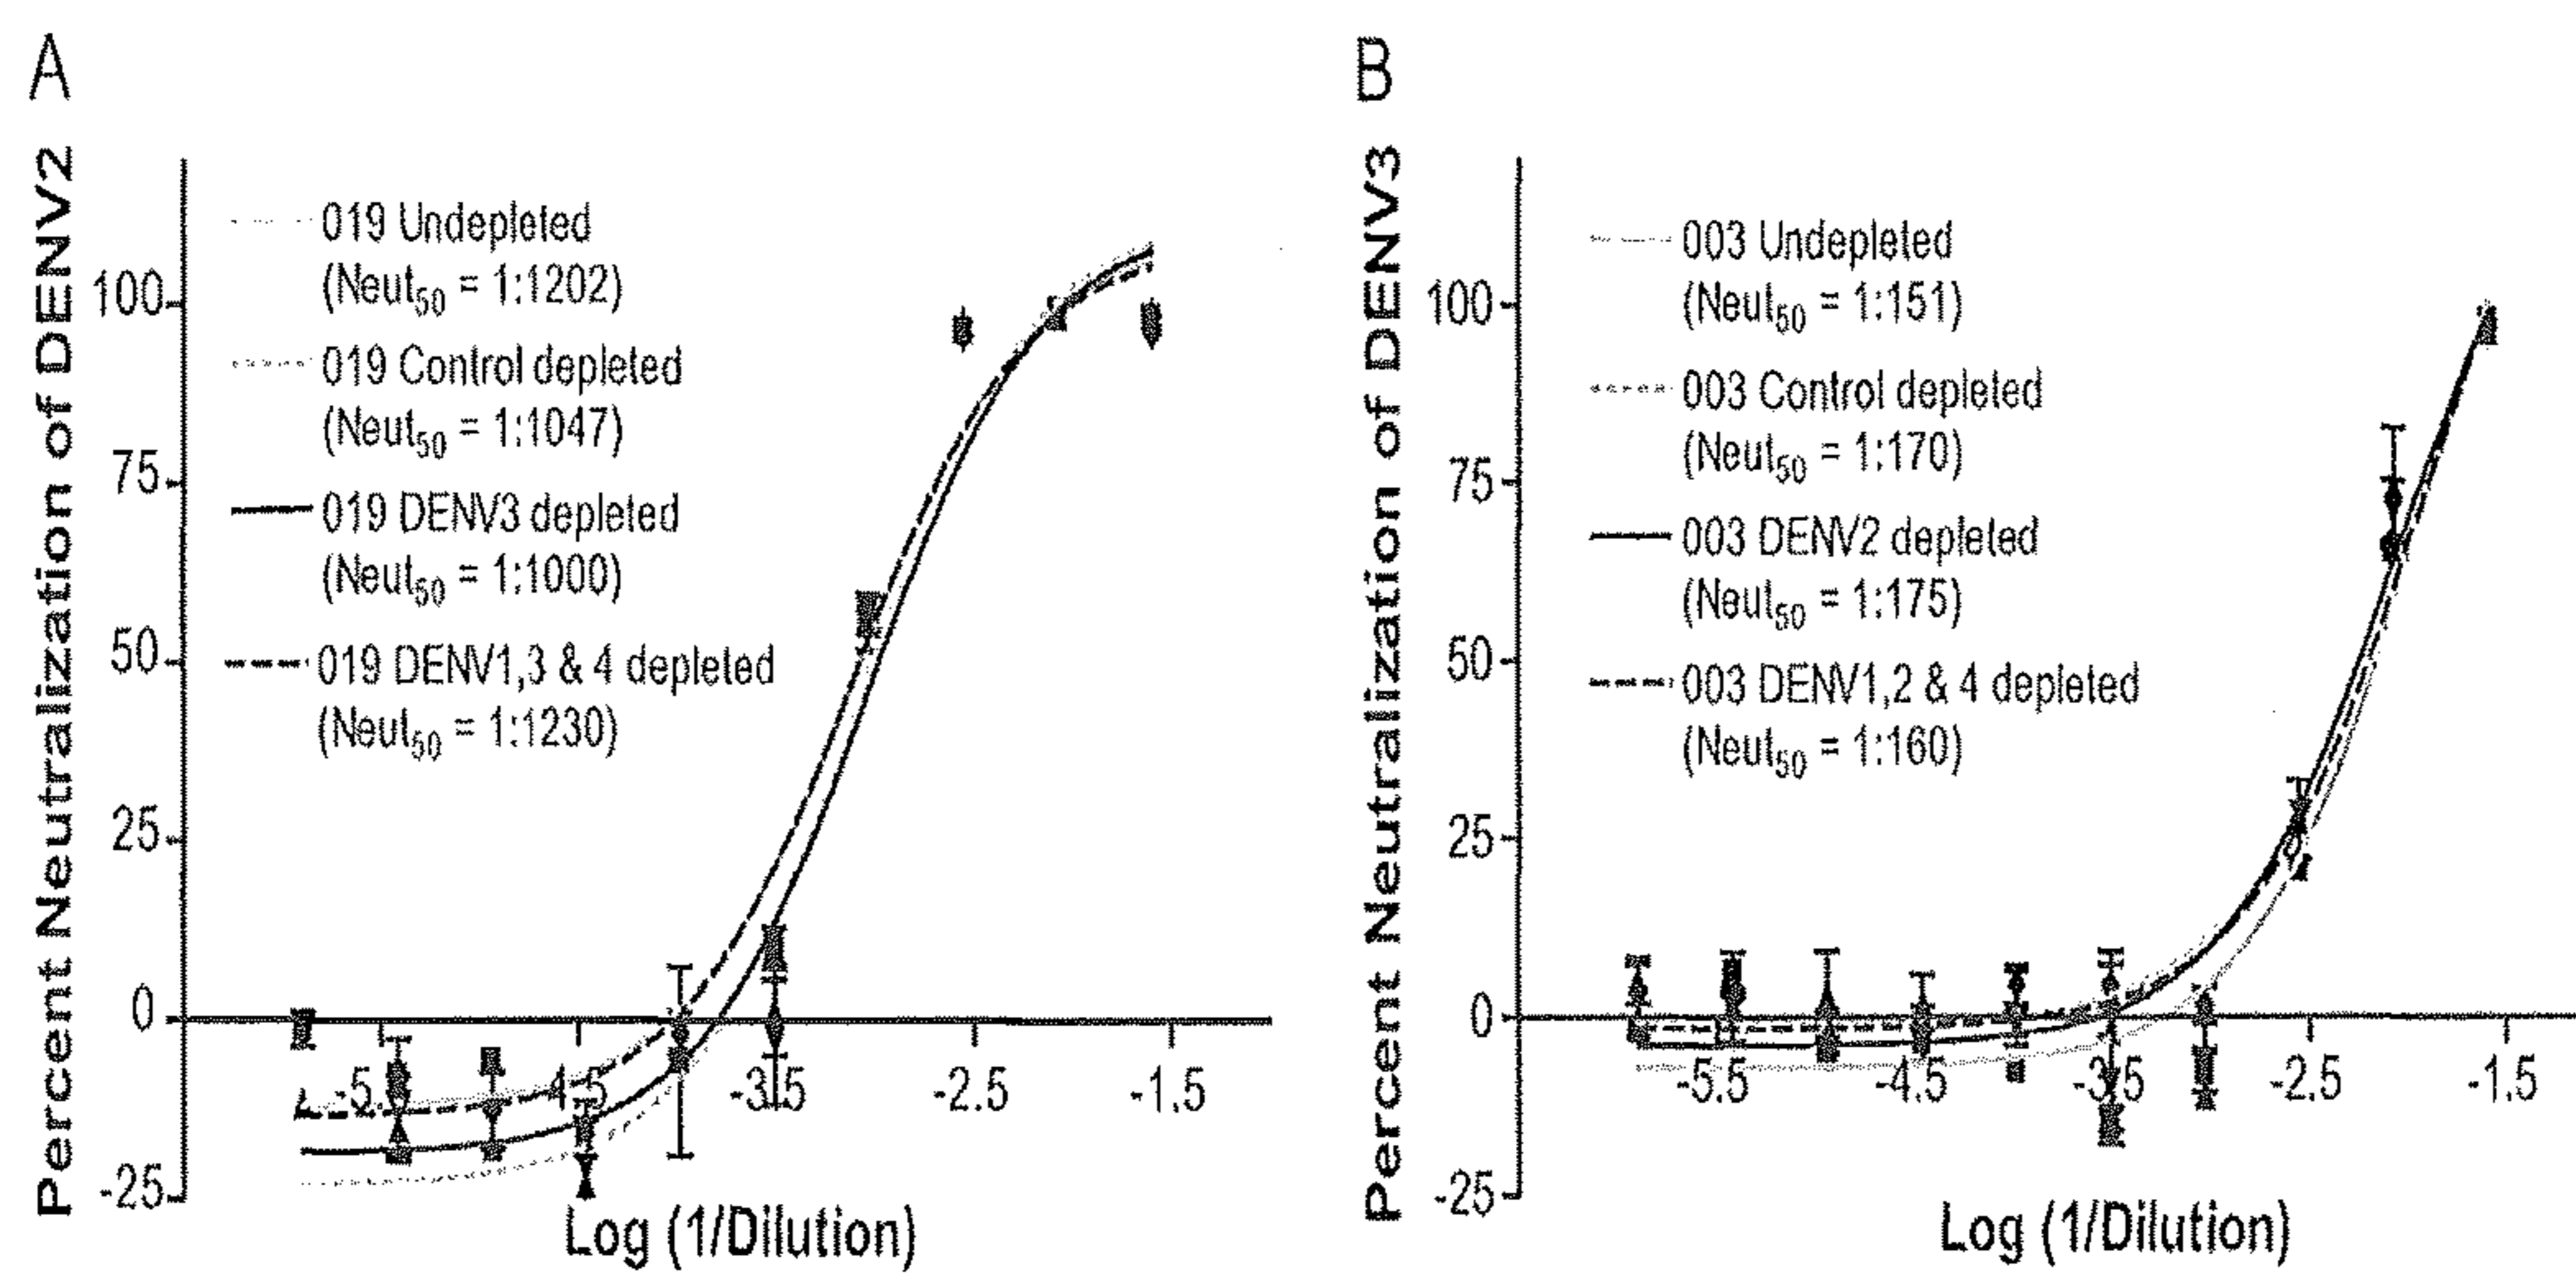 A
Percent Neutralization of DENV2
019 Undepleted
(Neut50 = 1:1202)
019 Control depleted
(Neut50 = 1:1047)
019 DENV3 depleted
(Neut50 = 1:1000)
019 DENV1,3 & 4 depleted
(Neut50 = 1:1230)
100
75
50
25
0
-25
-5.5
-4.5
-3.5
-2.5
-1.5
Log (1/Dilution)
B
Percent Neutralization of DENV3
003 Undepleted
(Neut50 = 1:151)
003 Control depleted
(Neut50 = 1:170)
003 DENV2 depleted
(Neut50 = 1:175)
003 DENV1,2 & 4 depleted
(Neut50 = 1:160)
100
75
50
25
0
-25
-5.5
-4.5
-3.5
-2.5
-1.5
Log (1/Dilution)